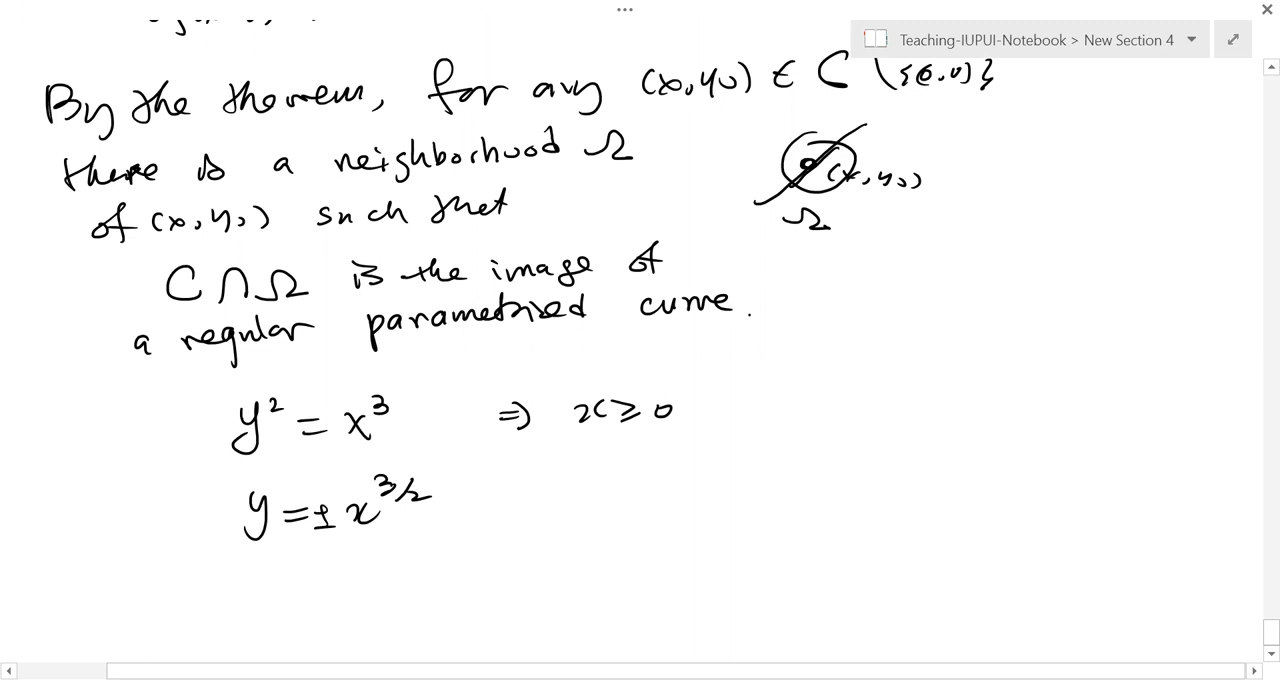 Teaching-IUPUI-Notebook > New Section 4
By the theorem, for any (x₀,y₀) ∈ C \{(0,0)}
there is a neighborhood Ω
of (x₀,y₀) such that
(x₀,y₀)
Ω
C ∩ Ω is the image of
a regular parametrized curve.
y² = x³ ⇒ x ≥ 0
y = ± x^{3/2}